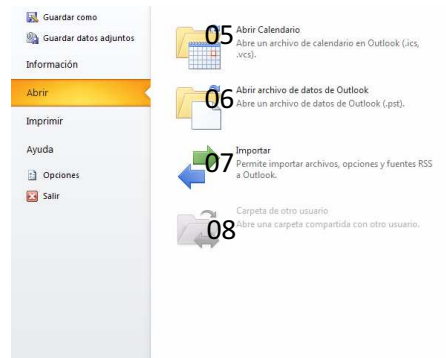 Guardar como
Guardar datos adjuntos
Información
Abrir
Imprimir
Ayuda
Opciones
Salir
05
Abrir Calendario
Abre un archivo de calendario en Outlook (.ics,
.vcs).
06
Abrir archivo de datos de Outlook
Abre un archivo de datos de Outlook (.pst).
07
Importar
Permite importar archivos, opciones y fuentes RSS
a Outlook.
08
Carpeta de otro usuario
Abre una carpeta compartida con otro usuario.